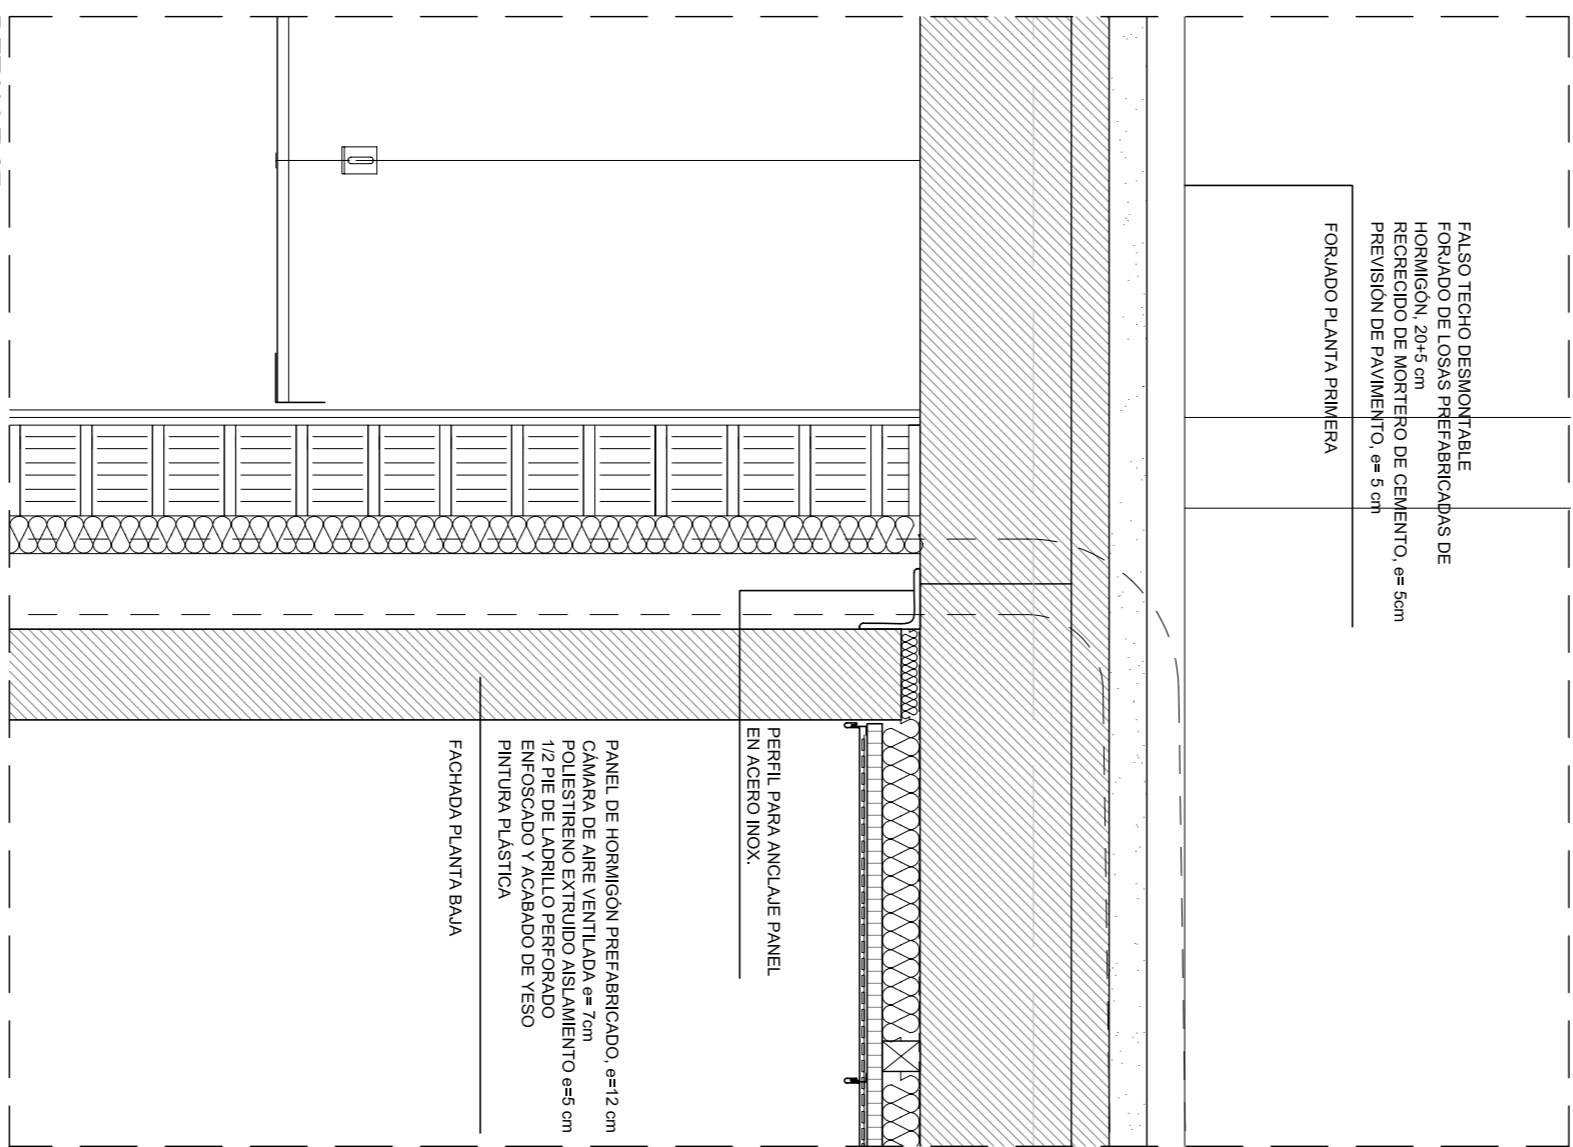 FALSO TECHO DESMONTABLE
FORJADO DE LOSAS PREFABRICADAS DE
HORMIGÓN, 20+5 cm
RECRECIDO DE MORTERO DE CEMENTO, e= 5cm
PREVISIÓN DE PAVIMENTO, e= 5 cm
FORJADO PLANTA PRIMERA
PERFIL PARA ANCLAJE PANEL
EN ACERO INOX.
PANEL DE HORMIGÓN PREFABRICADO, e=12 cm
CÁMARA DE AIRE VENTILADA e= 7cm
POLIESTIRENO EXTRUIDO AISLAMIENTO e=5 cm
1/2 PIE DE LADRILLO PERFORADO
ENFOSCADO Y ACABADO DE YESO
PINTURA PLÁSTICA
FACHADA PLANTA BAJA